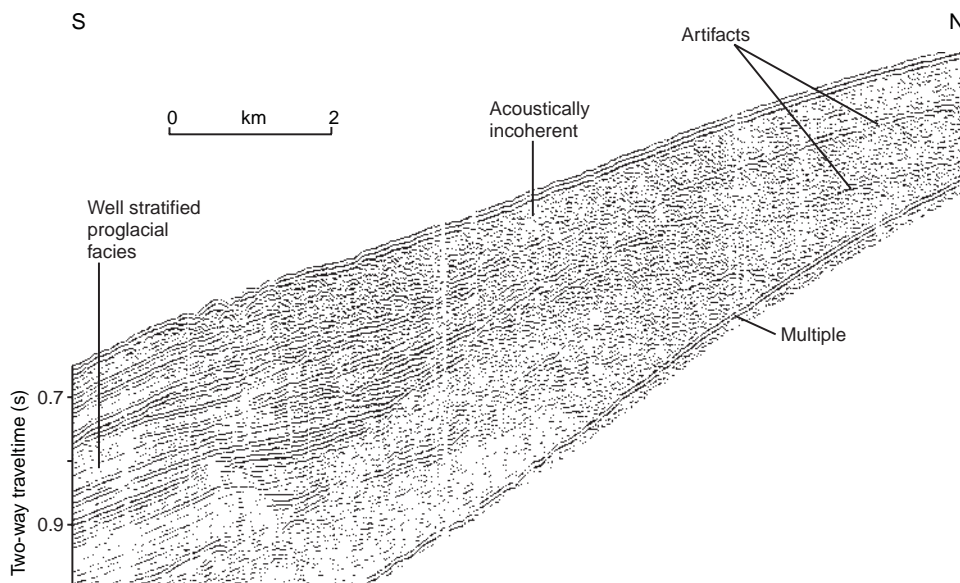 S
N
Artifacts
0 km 2
Acoustically
incoherent
Well stratified
proglacial
facies
Multiple
0.7
0.9
Two-way traveltime (s)